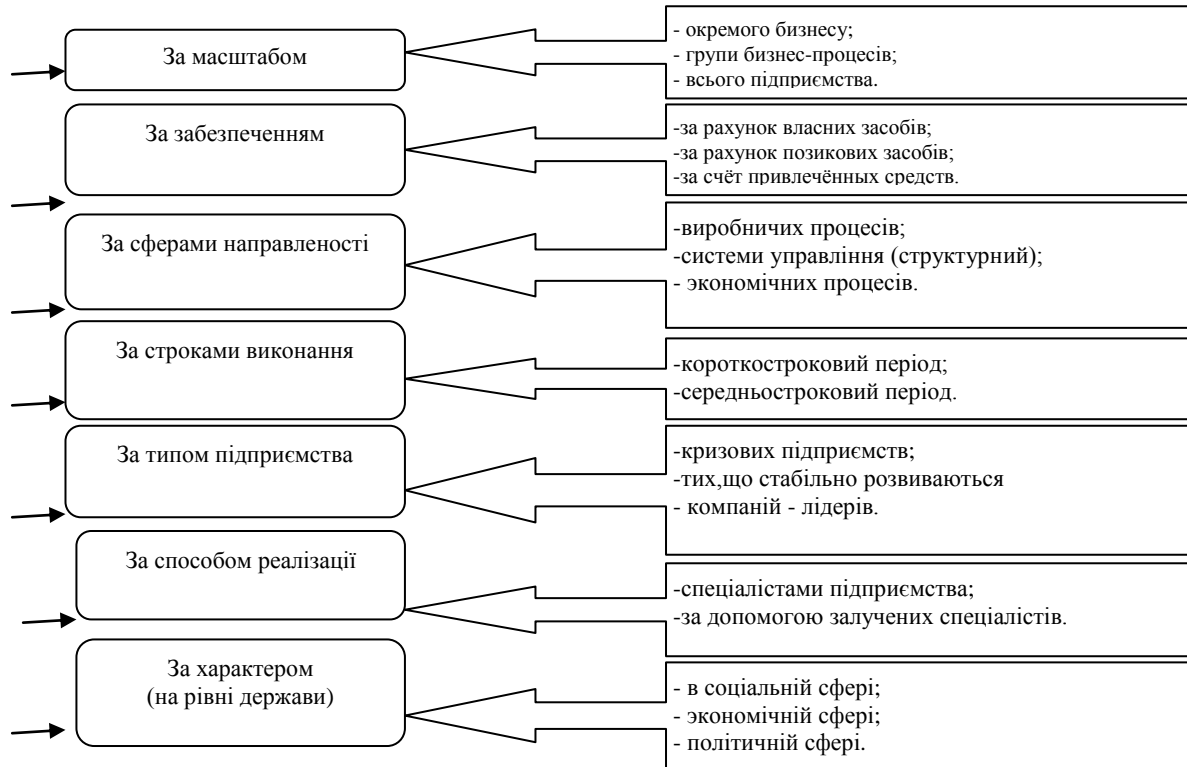 За масштабом
- окремого бизнесу;
- групи бизнес-процесів;
- всього підприємства.
За забезпеченням
-за рахунок власних засобів;
-за рахунок позикових засобів;
-за счёт привлечённых средств.
За сферами направленості
-виробничих процесів;
-системи управління (структурний);
- экономічних процесів.
За строками виконання
-короткостроковий період;
-середньостроковий період.
За типом підприємства
-кризових підприємств;
-тих,що стабільно розвиваються
- компаній - лідерів.
За способом реалізації
-спеціалістами підприємства;
-за допомогою залучених спеціалістів.
За характером
(на рівні держави)
- в соціальній сфері;
- экономічній сфері;
- політичній сфері.